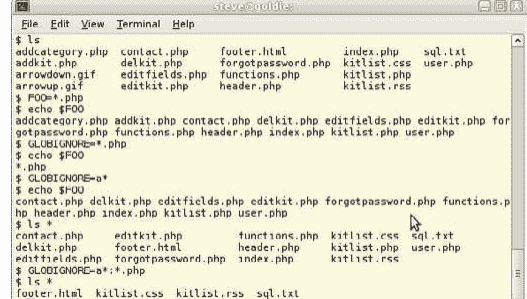 steve@goldie
File Edit View Terminal Help
$ ls
addcategory.php contact.php footer.html index.php sql.txt
addkit.php delkit.php forgotpassword.php kitlist.css user.php
arrowdown.gif editfields.php functions.php kitlist.php
arrowup.gif editkit.php header.php kitlist.rss
$ FOO=*.php
$ echo $FOO
addcategory.php addkit.php contact.php delkit.php editfields.php editkit.php for
gotpassword.php functions.php header.php index.php kitlist.php user.php
$ GLOBIGNORE=*.php
$ echo $FOO
*.php
$ GLOBIGNORE=a*
$ echo $FOO
contact.php delkit.php editfields.php editkit.php forgotpassword.php functions.p
hp header.php index.php kitlist.php user.php
$ ls *
contact.php editkit.php functions.php kitlist.css sql.txt
delkit.php footer.html header.php kitlist.php user.php
editfields.php forgotpassword.php index.php kitlist.rss
$ GLOBIGNORE=a*:*.php
$ ls *
footer.html kitlist.css kitlist.rss sql.txt